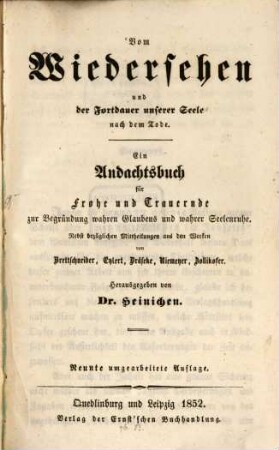 Vom
Wiedersehen
und
der Fortdauer unserer Seele
nach dem Tode.
Ein
Andachtsbuch
für
Frohe und Trauernde
zur Begründung wahren Glaubens und wahrer Seelenruhe.
Nebst bezüglichen Mittheilungen aus den Werken
von
Bretschneider, Eylert, Dräseke, Niemeyer, Zollikofer.
Herausgegeben
von
Dr. Heinichen.
Neunte umgearbeitete Auflage.
Quedlinburg und Leipzig 1852.
Verlag der Ernst'schen Buchhandlung.